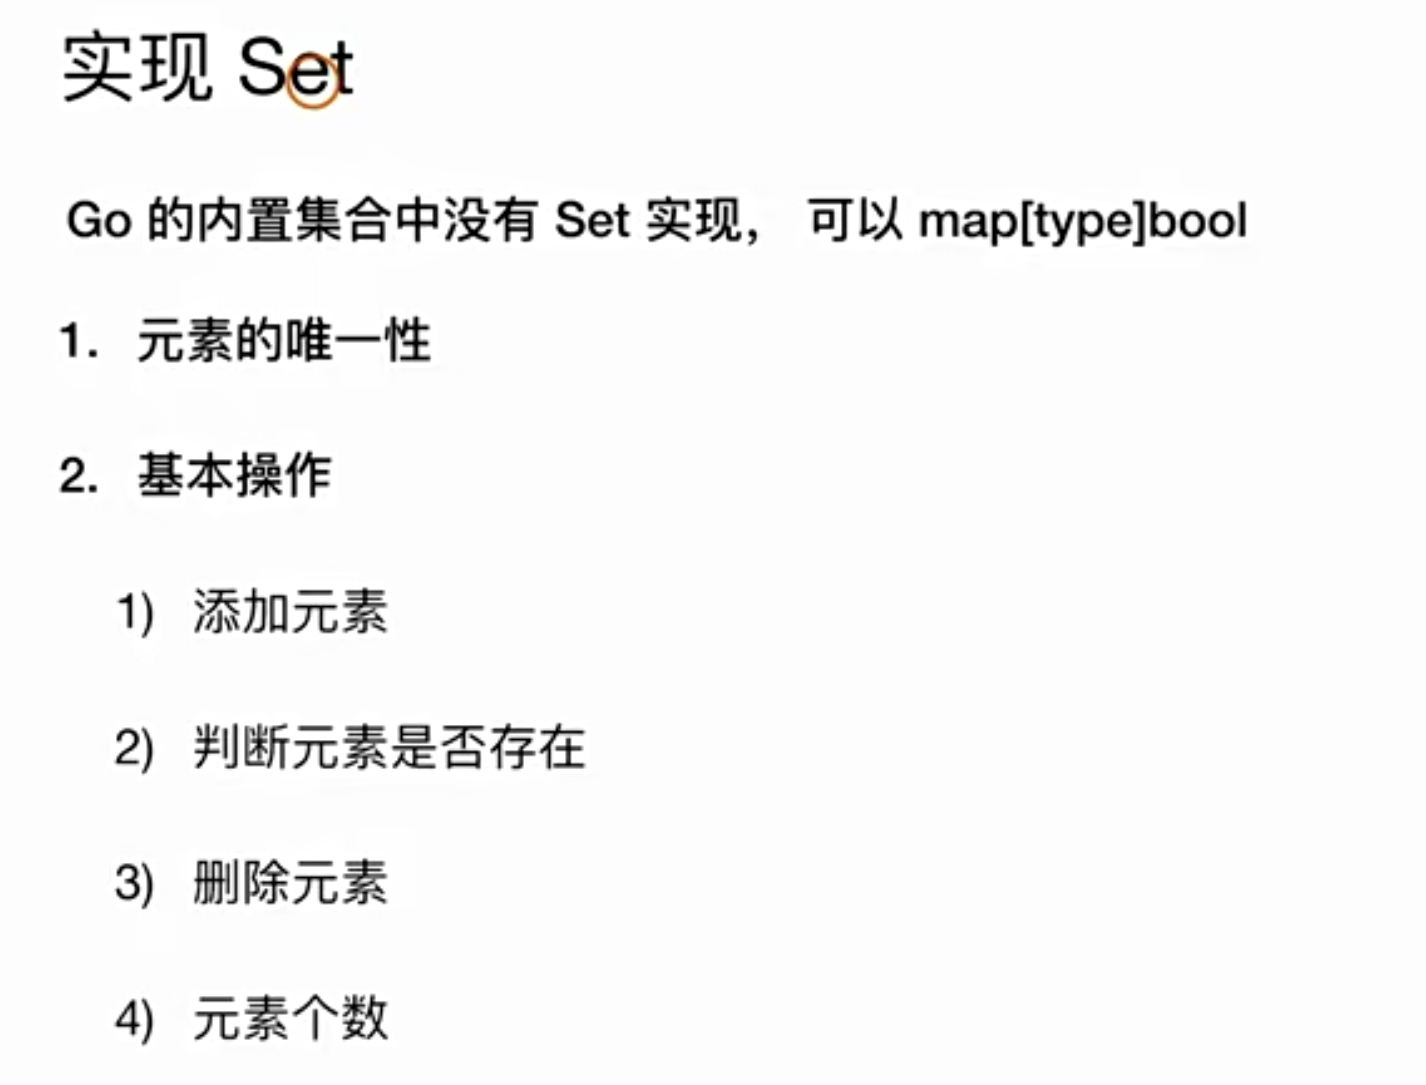 实现 Set
Go 的内置集合中没有 Set 实现， 可以 map[type]bool
1. 元素的唯一性
2. 基本操作
1) 添加元素
2) 判断元素是否存在
3) 删除元素
4) 元素个数